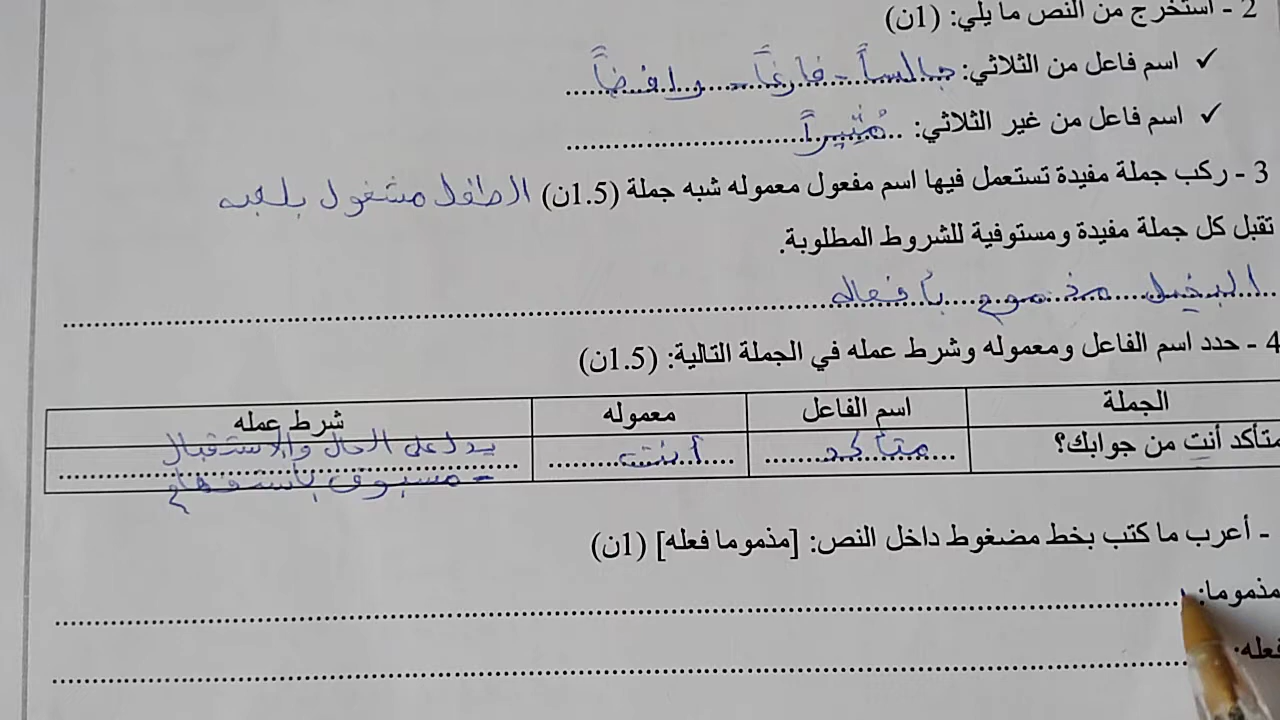 2 - استخرج من النص ما يلي: (1ن)
✓ اسم فاعل من الثلاثي: جالساً - فارغاً - رافضاً
✓ اسم فاعل من غير الثلاثي: مُثِيراً
3 - ركب جملة مفيدة تستعمل فيها اسم مفعول معموله شبه جملة (1.5ن) الطفل مشغول بلعبه
تقبل كل جملة مفيدة ومستوفية للشروط المطلوبة.
البخيل مذموم بأفعاله
4 - حدد اسم الفاعل ومعموله وشرط عمله في الجملة التالية: (1.5ن)
الجملة اسم الفاعل معموله شرط عمله
متأكد أنت من جوابك؟ متأكد أنت يدل على الحال والاستقبال
- مسبوق باستفهام
- أعرب ما كتب بخط مضغوط داخل النص: [مذموما فعله] (1ن)
مذموما:
فعله: